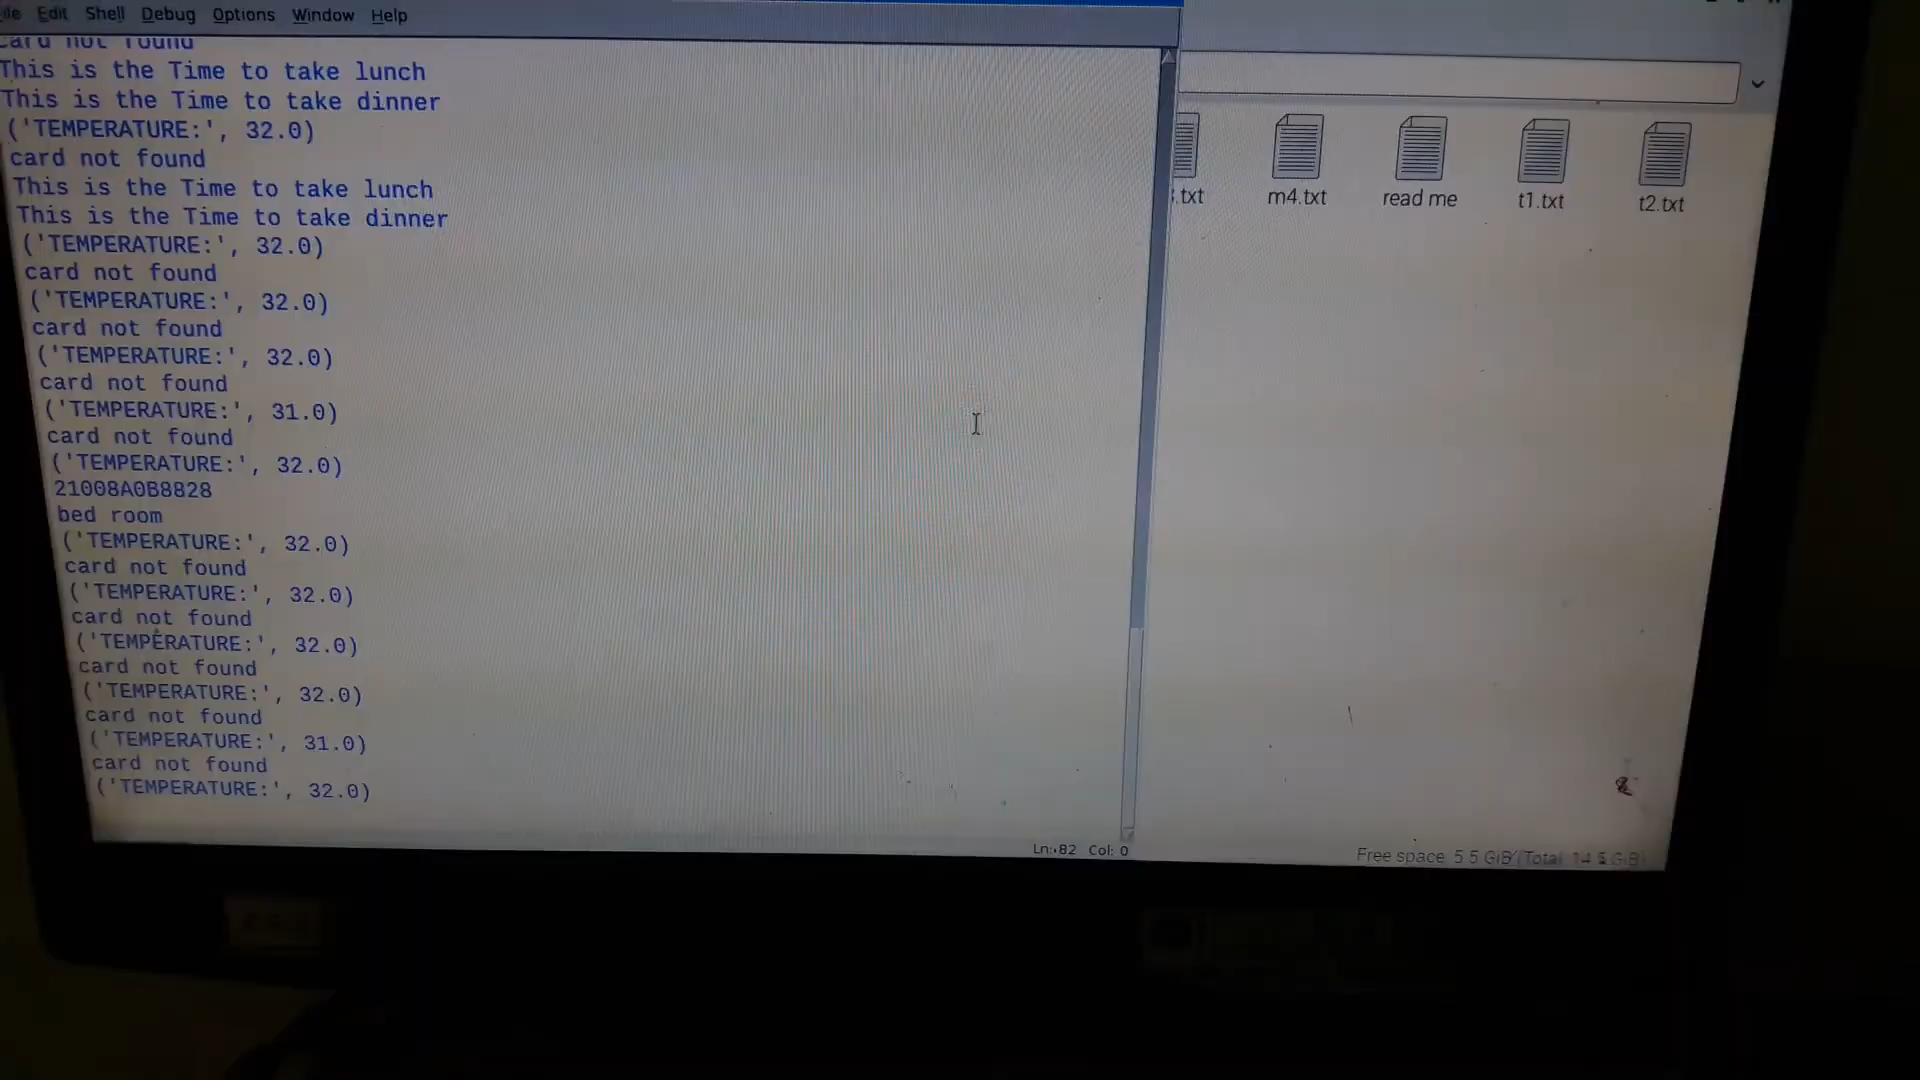 Edit Shell Debug Options Window Help
card not found
This is the Time to take lunch
This is the Time to take dinner
('TEMPERATURE:', 32.0)
card not found
This is the Time to take lunch
This is the Time to take dinner
('TEMPERATURE:', 32.0)
card not found
('TEMPERATURE:', 32.0)
card not found
('TEMPERATURE:', 32.0)
card not found
('TEMPERATURE:', 31.0)
card not found
('TEMPERATURE:', 32.0)
21008A0B8828
bed room
('TEMPERATURE:', 32.0)
card not found
('TEMPERATURE:', 32.0)
card not found
('TEMPERATURE:', 32.0)
card not found
('TEMPERATURE:', 32.0)
card not found
('TEMPERATURE:', 31.0)
card not found
('TEMPERATURE:', 32.0)
Ln: 82 Col: 0
.txt m4.txt read me t1.txt t2.txt
Free space 5.5 GiB (Total